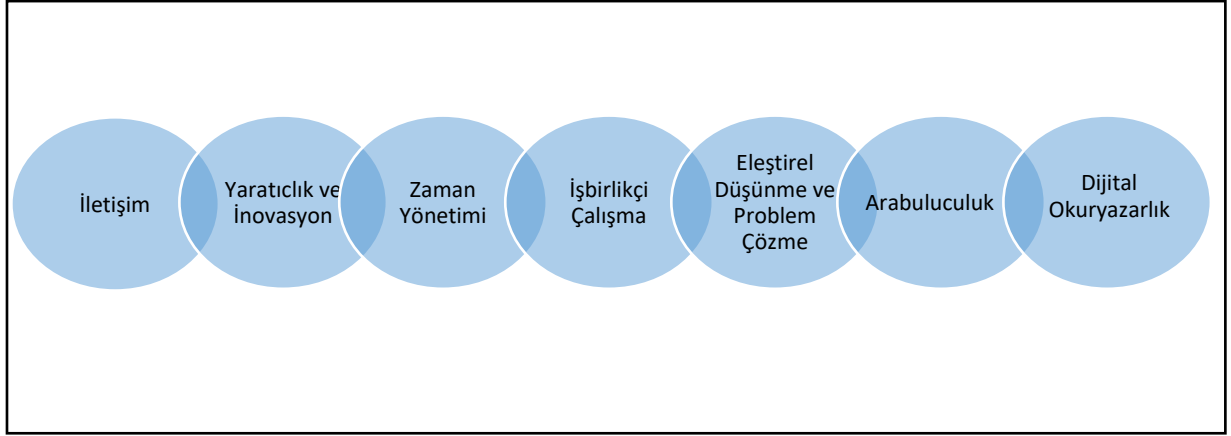 İletişim
Yaratıclık ve
İnovasyon
Zaman
Yönetimi
İşbirlikçi
Çalışma
Eleştirel
Düşünme ve
Problem
Çözme
Arabuluculuk
Dijital
Okuryazarlık